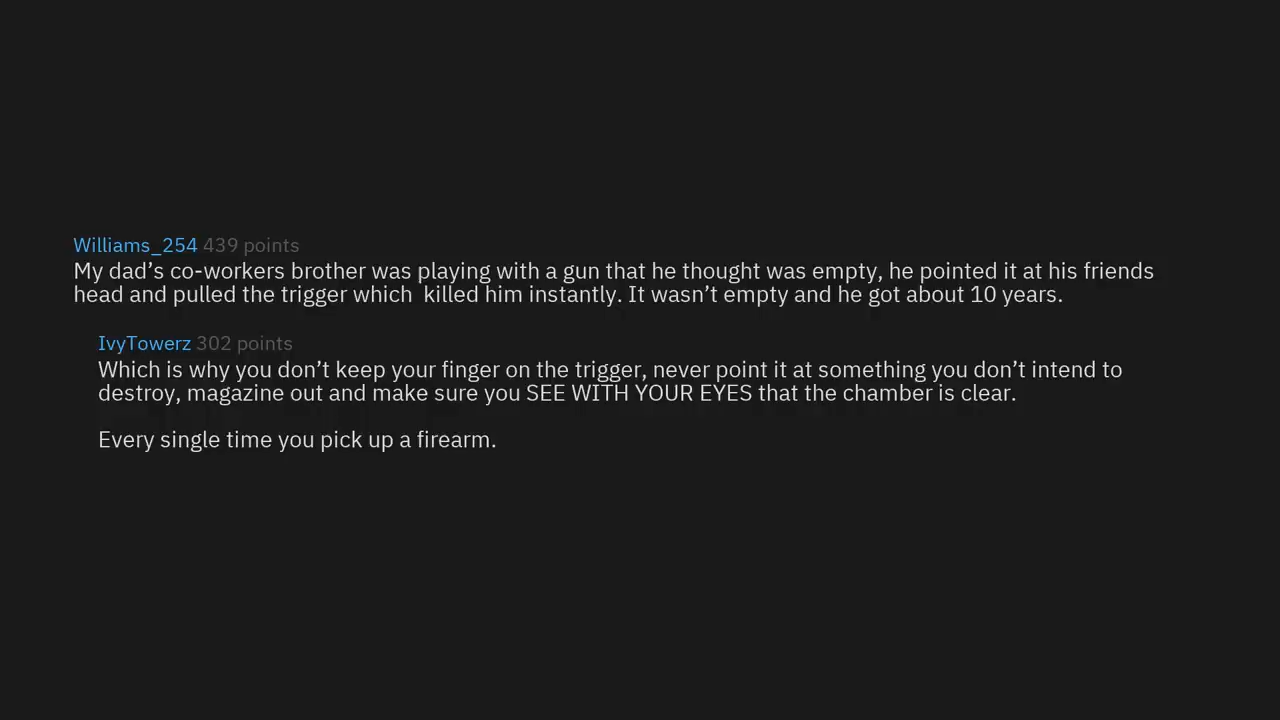 Williams_254 439 points
My dad’s co-workers brother was playing with a gun that he thought was empty, he pointed it at his friends
head and pulled the trigger which  killed him instantly. It wasn’t empty and he got about 10 years.
IvyTowerz 302 points
Which is why you don’t keep your finger on the trigger, never point it at something you don’t intend to
destroy, magazine out and make sure you SEE WITH YOUR EYES that the chamber is clear.
Every single time you pick up a firearm.